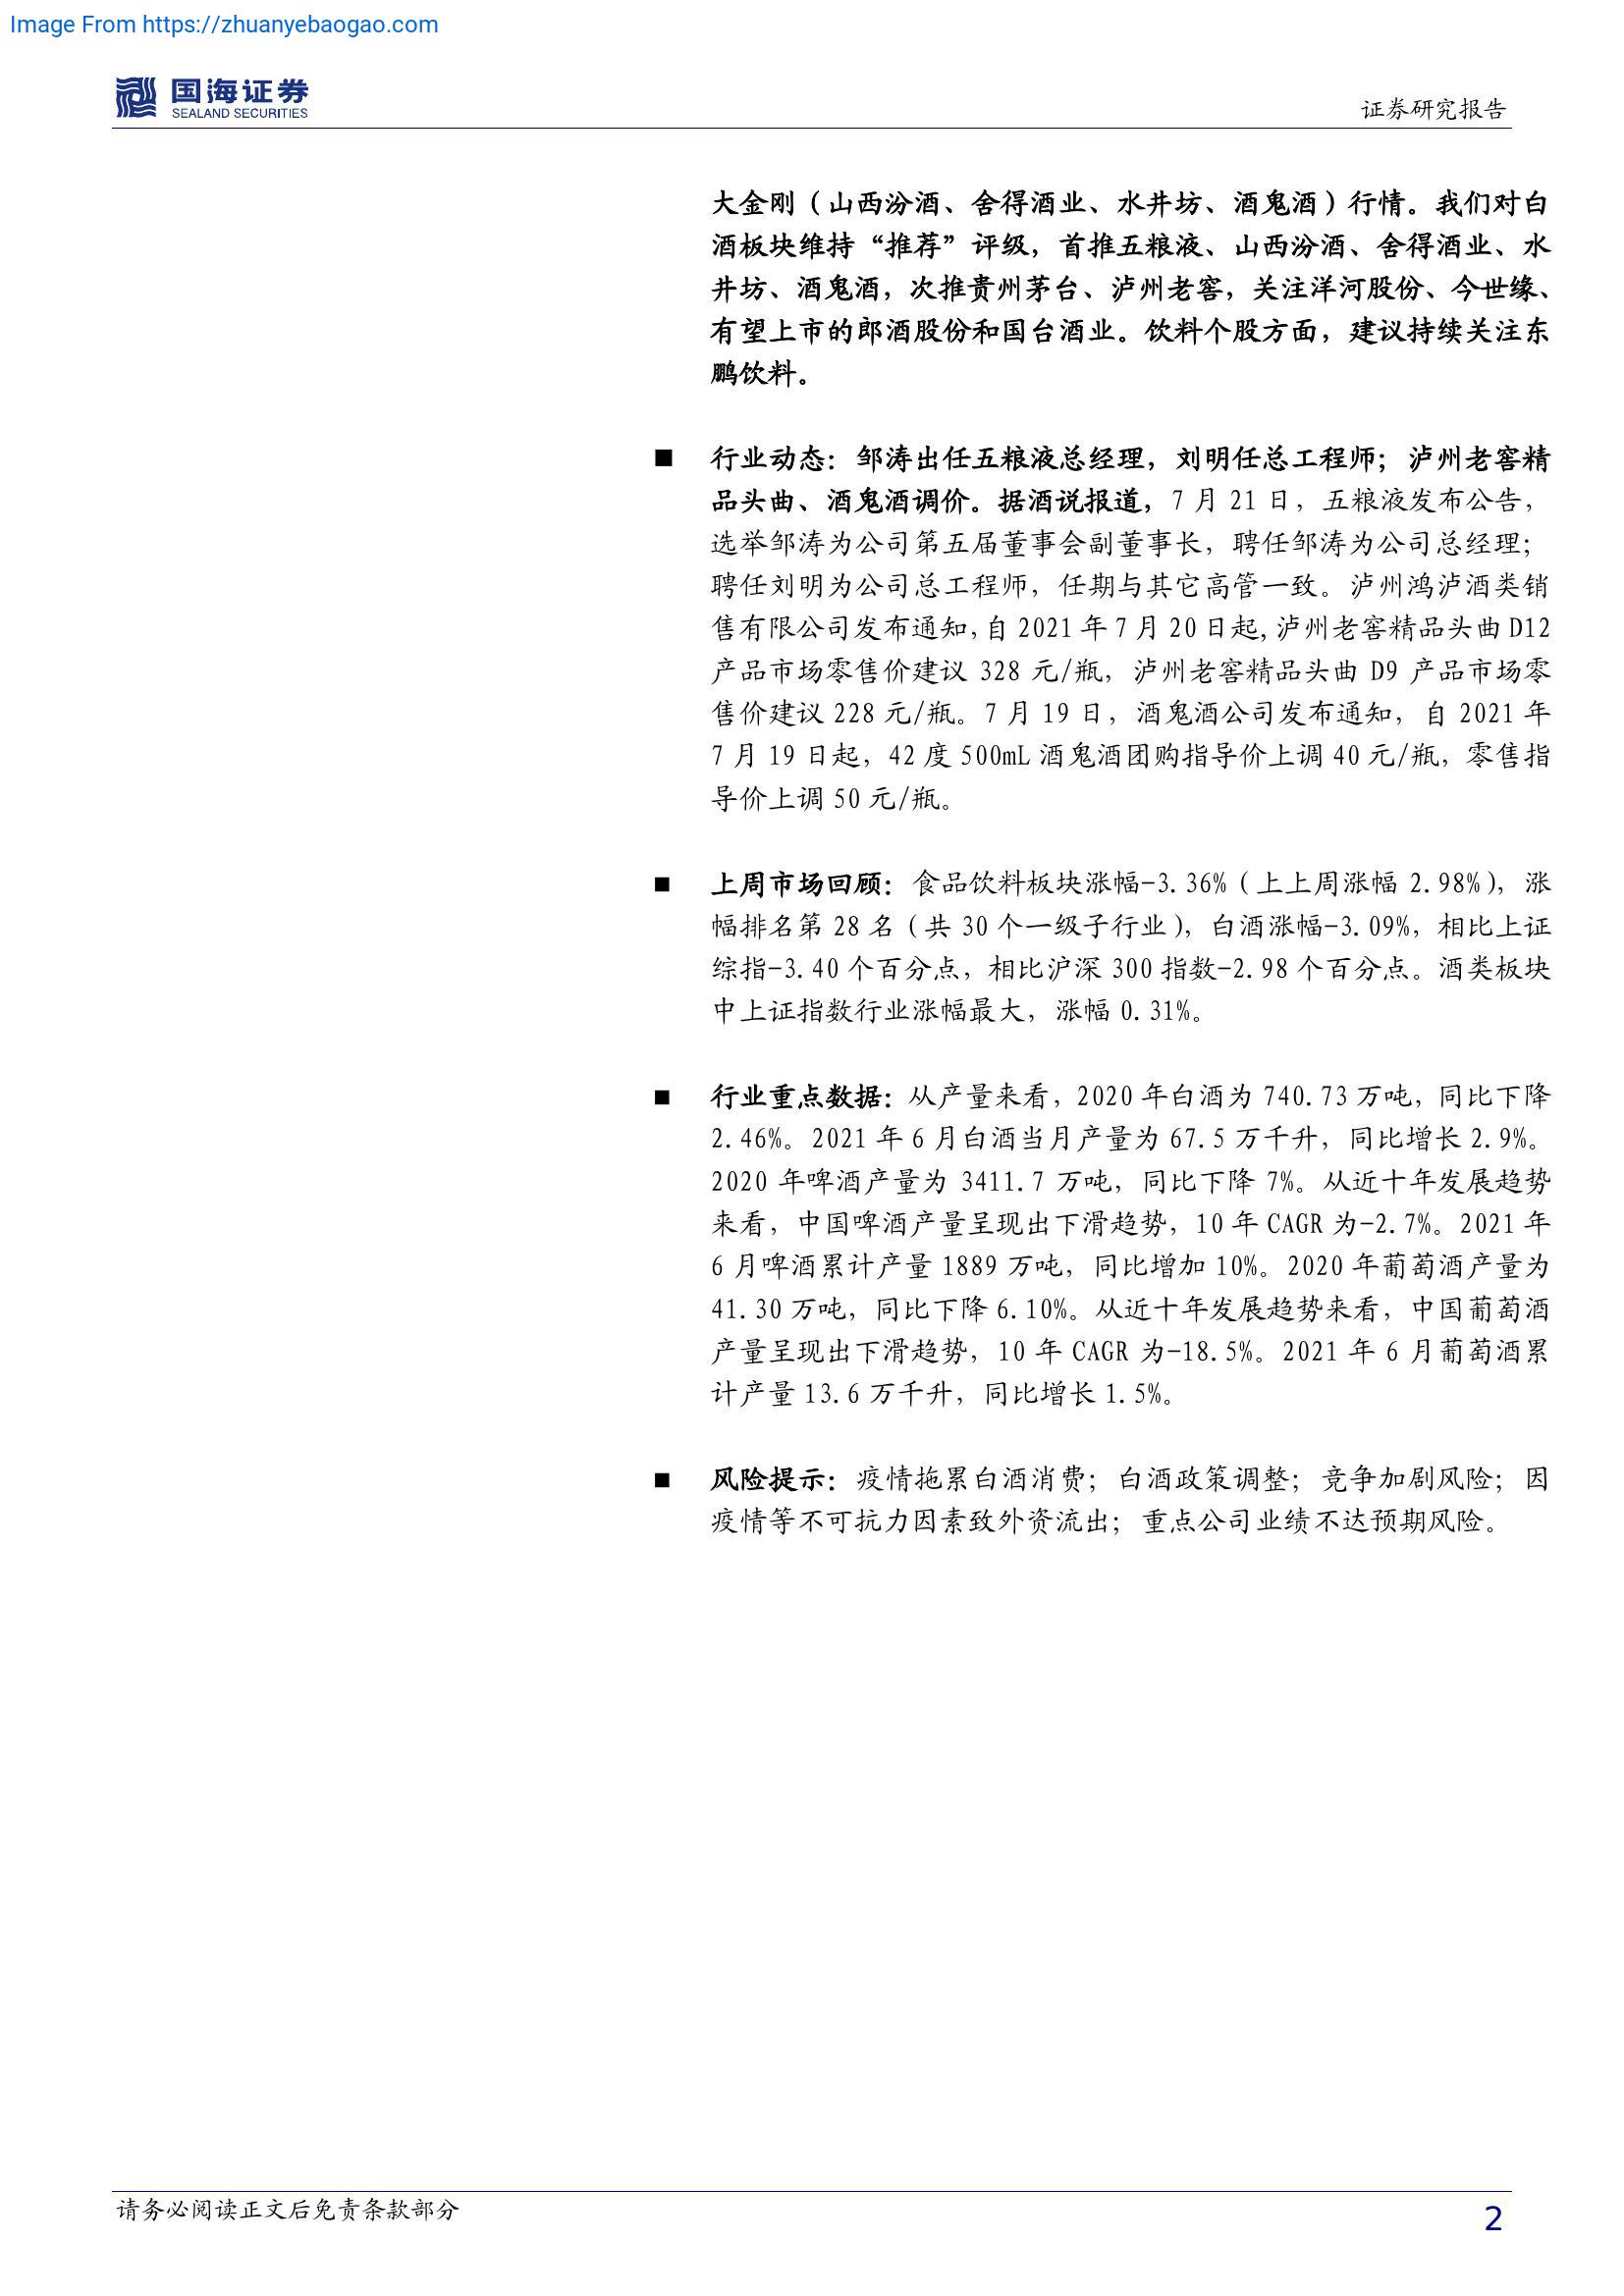 Image From https://zhuanyebaogao.com
国海证券
SEALAND SECURITIES
证券研究报告
大金刚（山西汾酒、舍得酒业、水井坊、酒鬼酒）行情。我们对白
酒板块维持“推荐”评级，首推五粮液、山西汾酒、舍得酒业、水
井坊、酒鬼酒，次推贵州茅台、泸州老窖，关注洋河股份、今世缘、
有望上市的郎酒股份和国台酒业。饮料个股方面，建议持续关注东
鹏饮料。
■ 行业动态：邹涛出任五粮液总经理，刘明任总工程师；泸州老窖精
品头曲、酒鬼酒调价。据酒说报道，7 月 21 日，五粮液发布公告，
选举邹涛为公司第五届董事会副董事长，聘任邹涛为公司总经理；
聘任刘明为公司总工程师，任期与其它高管一致。泸州鸿泸酒类销
售有限公司发布通知，自 2021 年 7 月 20 日起，泸州老窖精品头曲 D12
产品市场零售价建议 328 元/瓶，泸州老窖精品头曲 D9 产品市场零
售价建议 228 元/瓶。7 月 19 日，酒鬼酒公司发布通知，自 2021 年
7 月 19 日起，42 度 500mL 酒鬼酒团购指导价上调 40 元/瓶，零售指
导价上调 50 元/瓶。
■ 上周市场回顾：食品饮料板块涨幅-3.36%（上上周涨幅 2.98%），涨
幅排名第 28 名（共 30 个一级子行业），白酒涨幅-3.09%，相比上证
综指-3.40 个百分点，相比沪深 300 指数-2.98 个百分点。酒类板块
中上证指数行业涨幅最大，涨幅 0.31%。
■ 行业重点数据：从产量来看，2020 年白酒为 740.73 万吨，同比下降
2.46%。2021 年 6 月白酒当月产量为 67.5 万千升，同比增长 2.9%。
2020 年啤酒产量为 3411.7 万吨，同比下降 7%。从近十年发展趋势
来看，中国啤酒产量呈现出下滑趋势，10 年 CAGR 为-2.7%。2021 年
6 月啤酒累计产量 1889 万吨，同比增加 10%。2020 年葡萄酒产量为
41.30 万吨，同比下降 6.10%。从近十年发展趋势来看，中国葡萄酒
产量呈现出下滑趋势，10 年 CAGR 为-18.5%。2021 年 6 月葡萄酒累
计产量 13.6 万千升，同比增长 1.5%。
■ 风险提示：疫情拖累白酒消费；白酒政策调整；竞争加剧风险；因
疫情等不可抗力因素致外资流出；重点公司业绩不达预期风险。
请务必阅读正文后免责条款部分
2